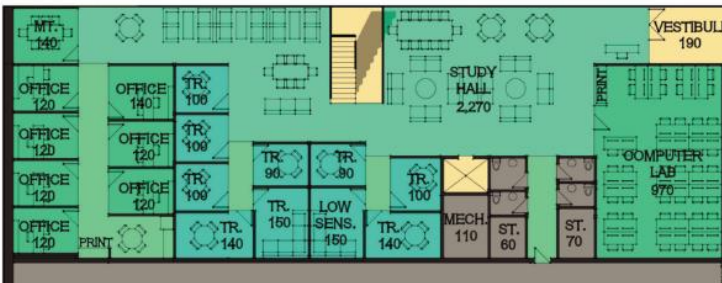 MT.
140
VESTIBULE
190
OFFICE
120
OFFICE
140
TR.
100
STUDY
HALL
2,270
PRINT
OFFICE
120
OFFICE
120
TR.
100
OFFICE
120
OFFICE
120
TR.
100
TR.
90
TR.
90
TR.
100
COMPUTER
LAB
970
OFFICE
120
PRINT
TR.
140
TR.
150
LOW
SENS.
150
TR.
140
MECH.
110
ST.
60
ST.
70